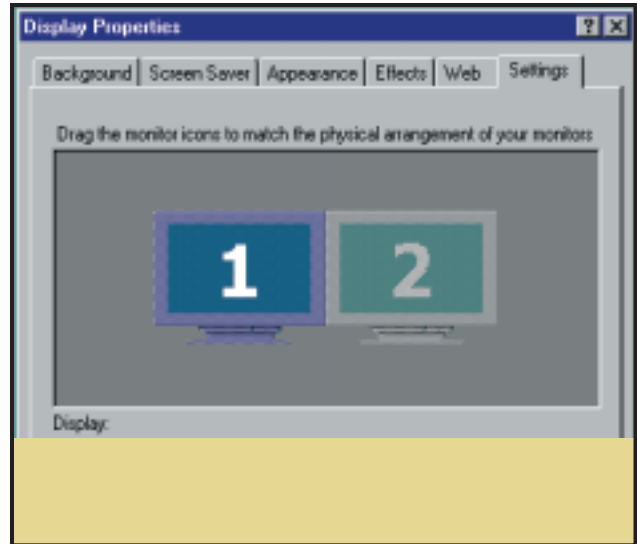 Display Properties
Background Screen Saver Appearance Effects Web Settings
Drag the monitor icons to match the physical arrangement of your monitors
1 2
Display: